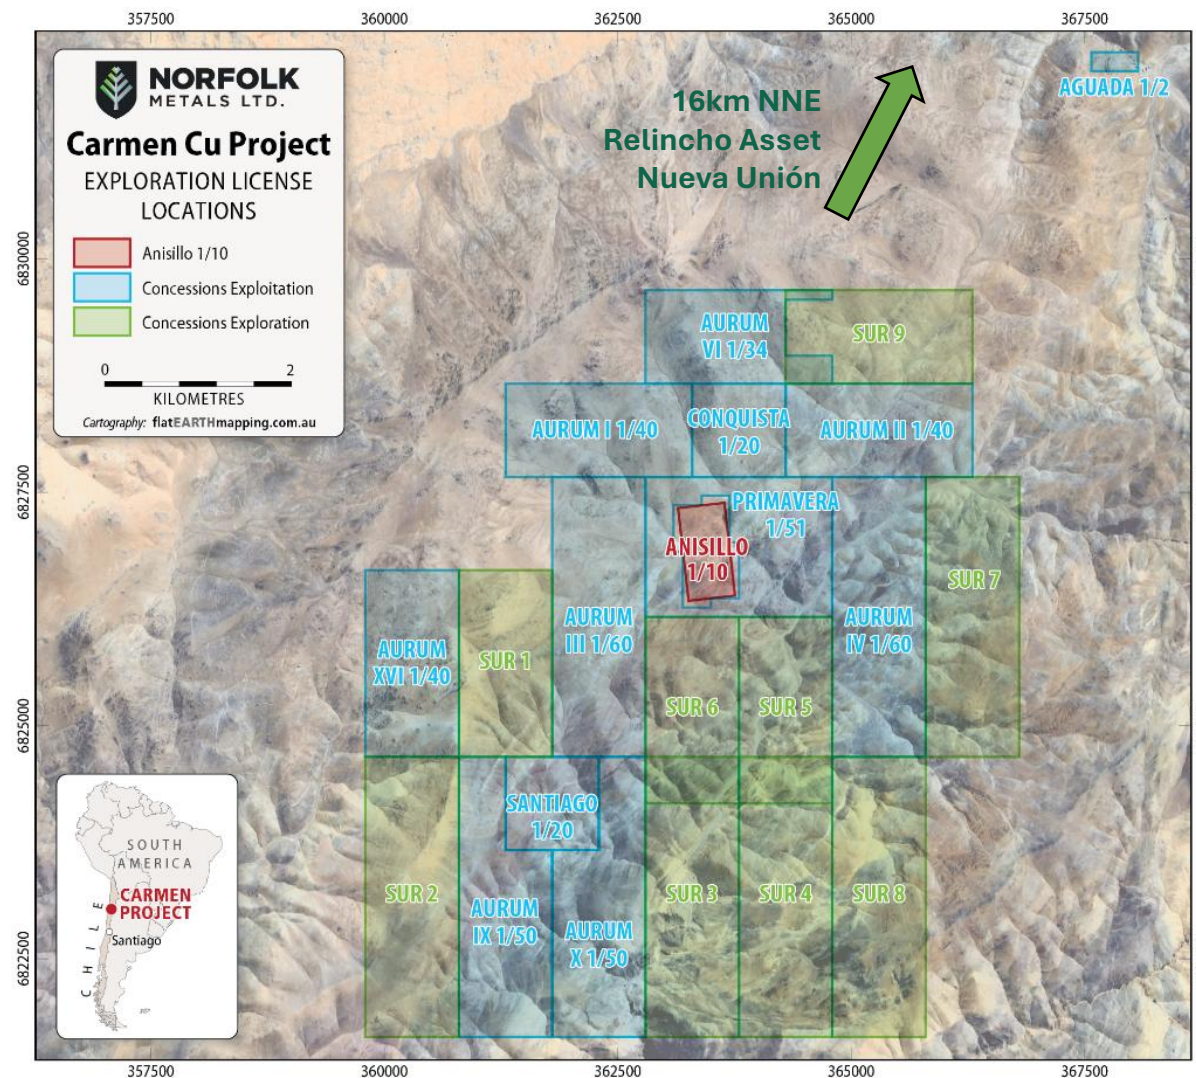 357500
360000
362500
365000
367500
NORFOLK
METALS LTD.
Carmen Cu Project
EXPLORATION LICENSE
LOCATIONS
Anisillo 1/10
Concessions Exploitation
Concessions Exploration
0 2
KILOMETRES
Cartography: flatEARTHmapping.com.au
16km NNE
Relincho Asset
Nueva Unión
AGUADA 1/2
6830000
6827500
6825000
6822500
AURUM
VI 1/34
SUR 9
AURUM I 1/40
CONQUISTA
1/20
AURUM II 1/40
PRIMAVERA
1/51
ANISILLO
1/10
SUR 7
AURUM
III 1/60
AURUM
IV 1/60
AURUM
XVI 1/40
SUR 1
SUR 6
SUR 5
SANTIAGO
1/20
SUR 2
SUR 3
SUR 4
SUR 8
AURUM
IX 1/50
AURUM
X 1/50
SOUTH
AMERICA
CARMEN
PROJECT
Santiago
CHILE
357500
360000
362500
365000
367500